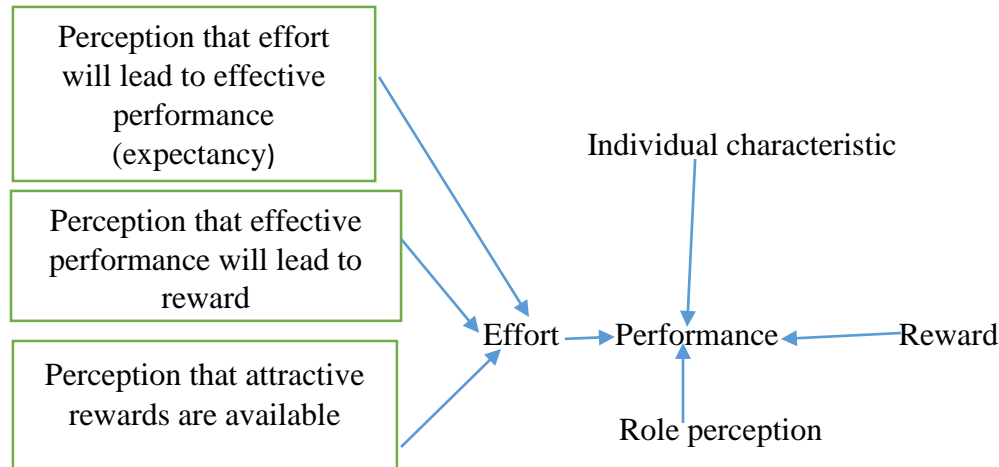 Perception that effort
will lead to effective
performance
(expectancy)
Individual characteristic
Perception that effective
performance will lead to
reward
Effort
Performance
Reward
Perception that attractive
rewards are available
Role perception